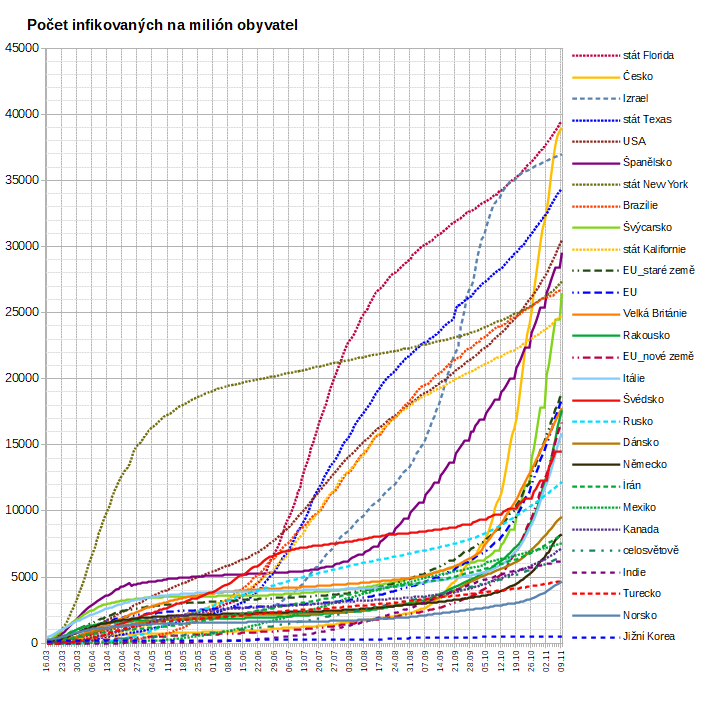 Počet infikovaných na milión obyvatel
45000
40000
35000
30000
25000
20000
15000
10000
5000
0
16.03
23.03
30.03
06.04
13.04
20.04
27.04
04.05
11.05
18.05
25.05
01.06
08.06
15.06
22.06
29.06
06.07
13.07
20.07
27.07
03.08
10.08
17.08
24.08
31.08
07.09
14.09
21.09
28.09
05.10
12.10
19.10
26.10
02.11
09.11
stát Florida
Česko
Izrael
stát Texas
USA
Španělsko
stát New York
Brazílie
Švýcarsko
stát Kalifornie
EU_staré země
EU
Velká Británie
Rakousko
EU_nové země
Itálie
Švédsko
Rusko
Dánsko
Německo
Írán
Mexiko
Kanada
celosvětově
Indie
Turecko
Norsko
Jižní Korea